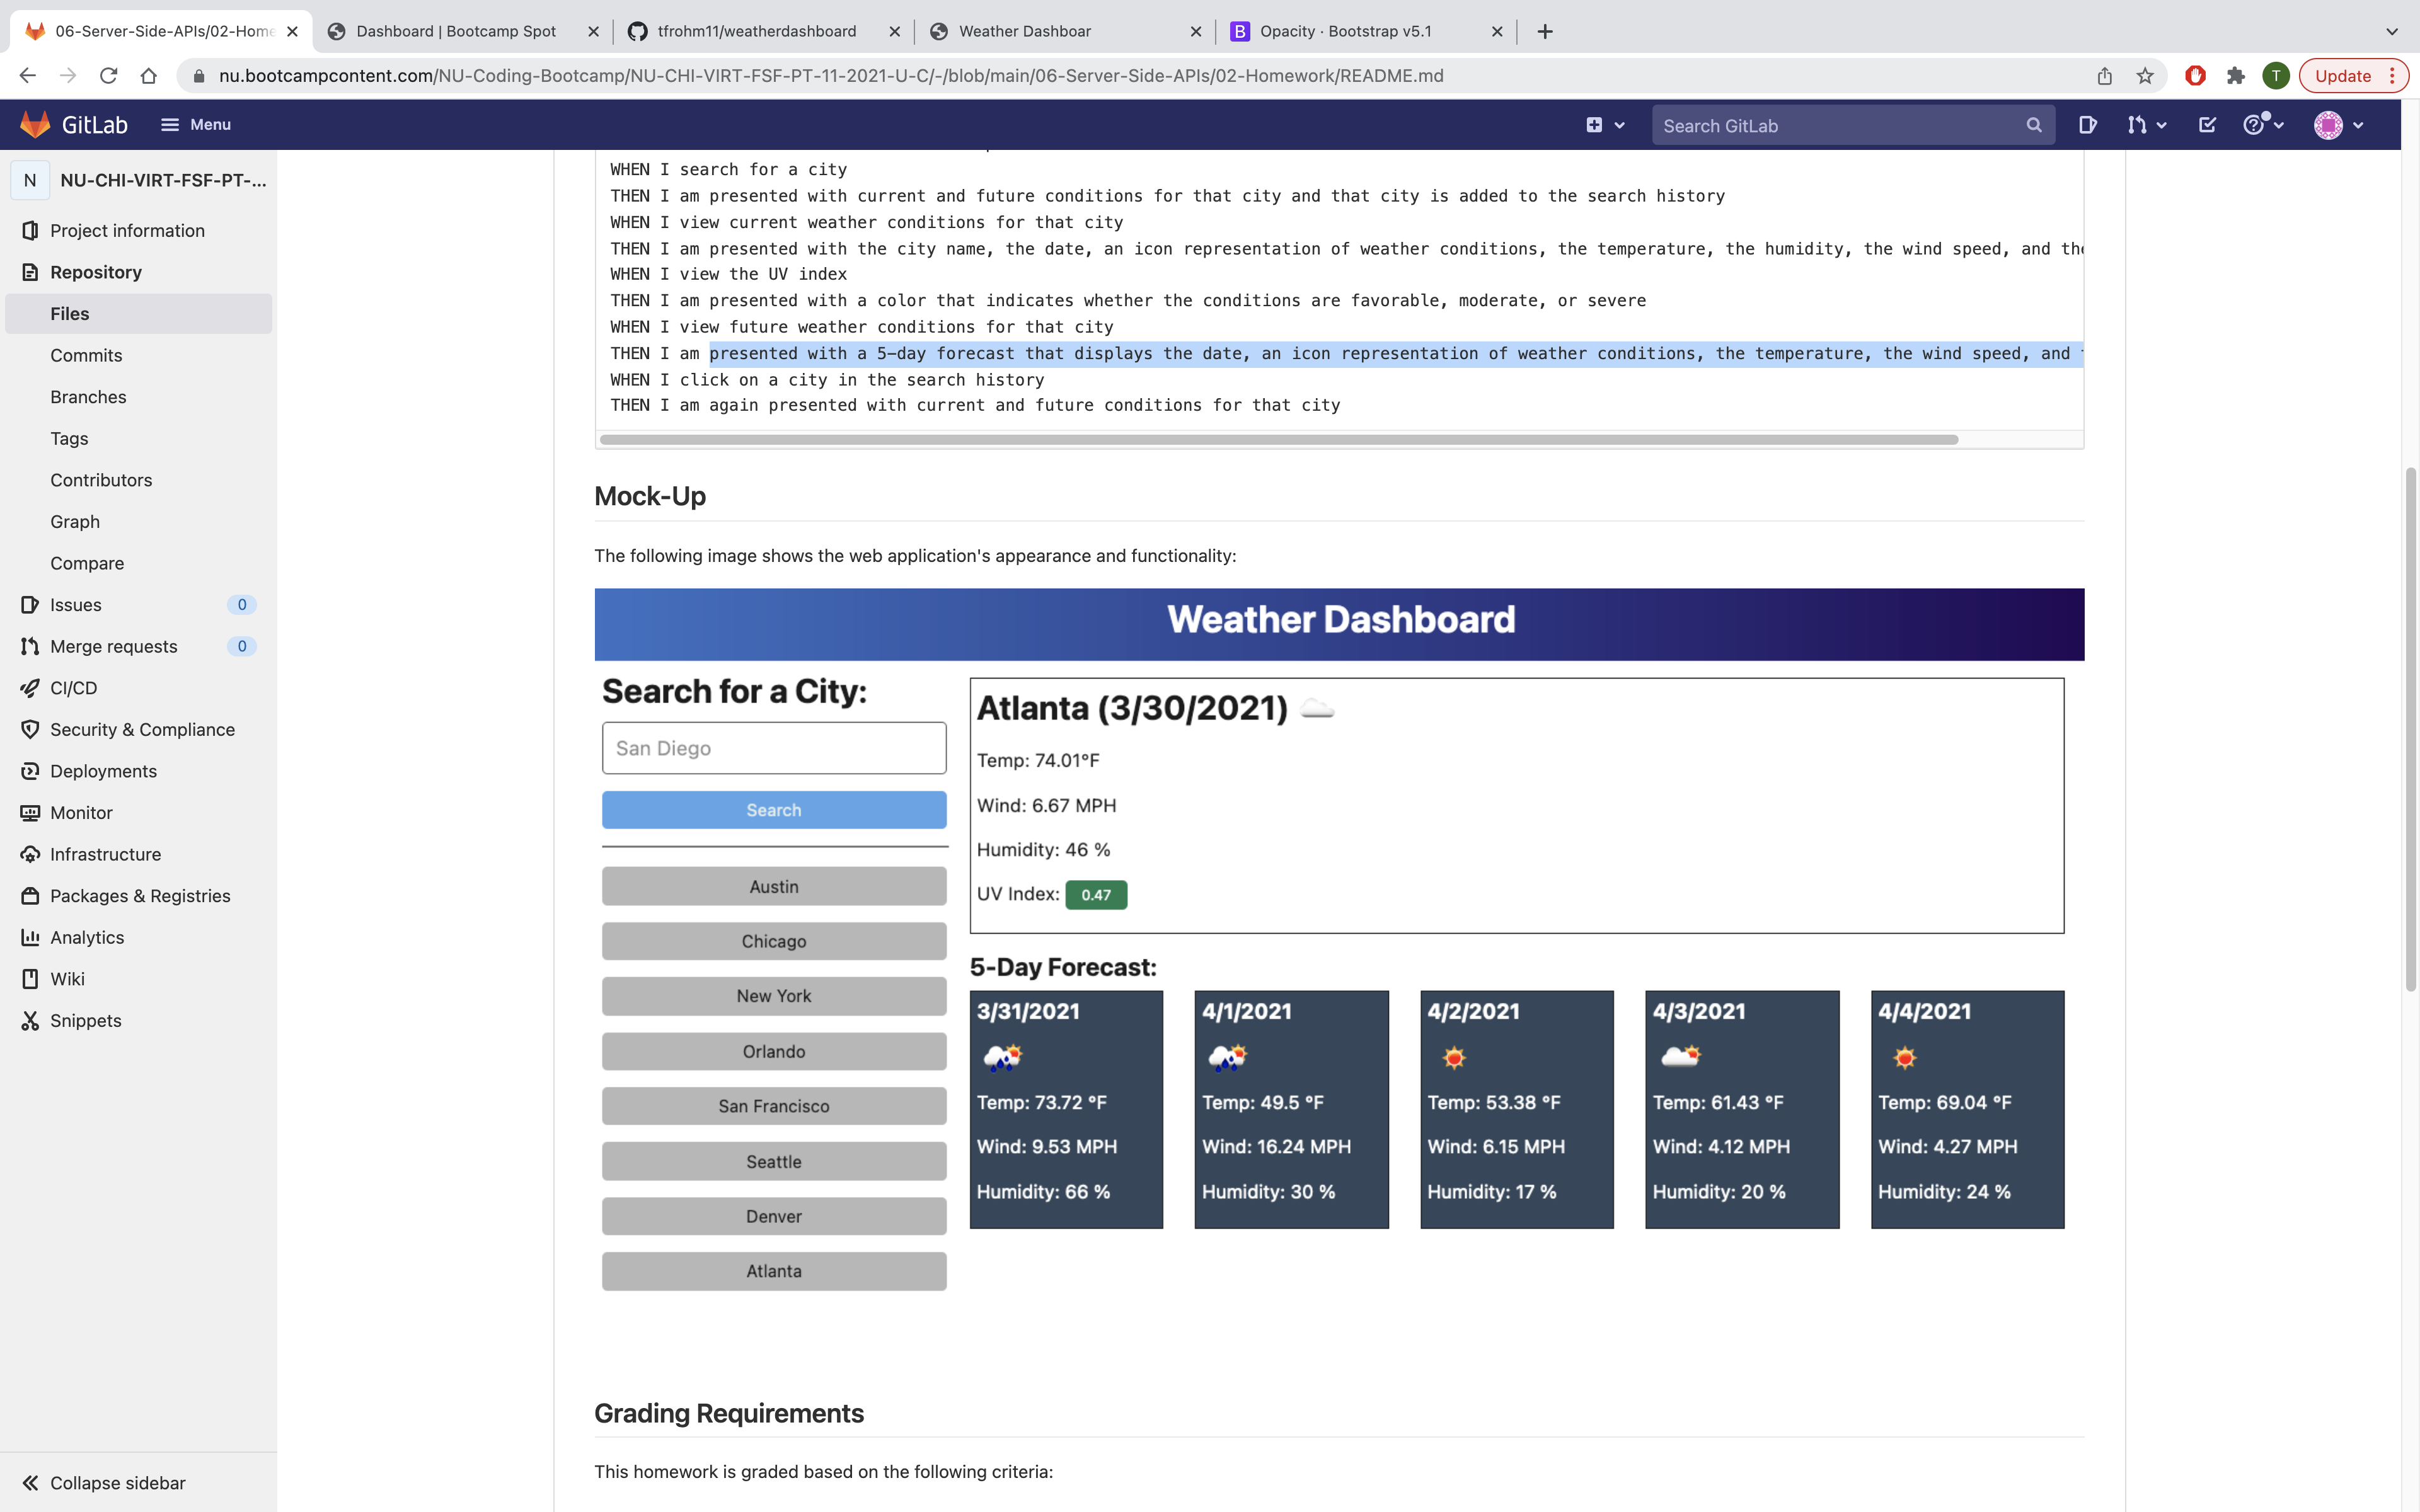 06-Server-Side-APIs/02-Home
Dashboard | Bootcamp Spot
tfrohm11/weatherdashboard
Weather Dashboar
B
Opacity · Bootstrap v5.1
nu.bootcampcontent.com/NU-Coding-Bootcamp/NU-CHI-VIRT-FSF-PT-11-2021-U-C/-/blob/main/06-Server-Side-APIs/02-Homework/README.md
T
Update
GitLab
Menu
Search GitLab
N
NU-CHI-VIRT-FSF-PT-...
Project information
Repository
Files
Commits
Branches
Tags
Contributors
Graph
Compare
Issues 0
Merge requests 0
CI/CD
Security & Compliance
Deployments
Monitor
Infrastructure
Packages & Registries
Analytics
Wiki
Snippets
Collapse sidebar
WHEN I search for a city
THEN I am presented with current and future conditions for that city and that city is added to the search history
WHEN I view current weather conditions for that city
THEN I am presented with the city name, the date, an icon representation of weather conditions, the temperature, the humidity, the wind speed, and the
WHEN I view the UV index
THEN I am presented with a color that indicates whether the conditions are favorable, moderate, or severe
WHEN I view future weather conditions for that city
THEN I am presented with a 5-day forecast that displays the date, an icon representation of weather conditions, the temperature, the wind speed, and
WHEN I click on a city in the search history
THEN I am again presented with current and future conditions for that city
Mock-Up
The following image shows the web application's appearance and functionality:
Weather Dashboard
Search for a City:
San Diego
Search
Austin
Chicago
New York
Orlando
San Francisco
Seattle
Denver
Atlanta
Atlanta (3/30/2021)
Temp: 74.01°F
Wind: 6.67 MPH
Humidity: 46 %
UV Index: 0.47
5-Day Forecast:
3/31/2021
Temp: 73.72 °F
Wind: 9.53 MPH
Humidity: 66 %
4/1/2021
Temp: 49.5 °F
Wind: 16.24 MPH
Humidity: 30 %
4/2/2021
Temp: 53.38 °F
Wind: 6.15 MPH
Humidity: 17 %
4/3/2021
Temp: 61.43 °F
Wind: 4.12 MPH
Humidity: 20 %
4/4/2021
Temp: 69.04 °F
Wind: 4.27 MPH
Humidity: 24 %
Grading Requirements
This homework is graded based on the following criteria: